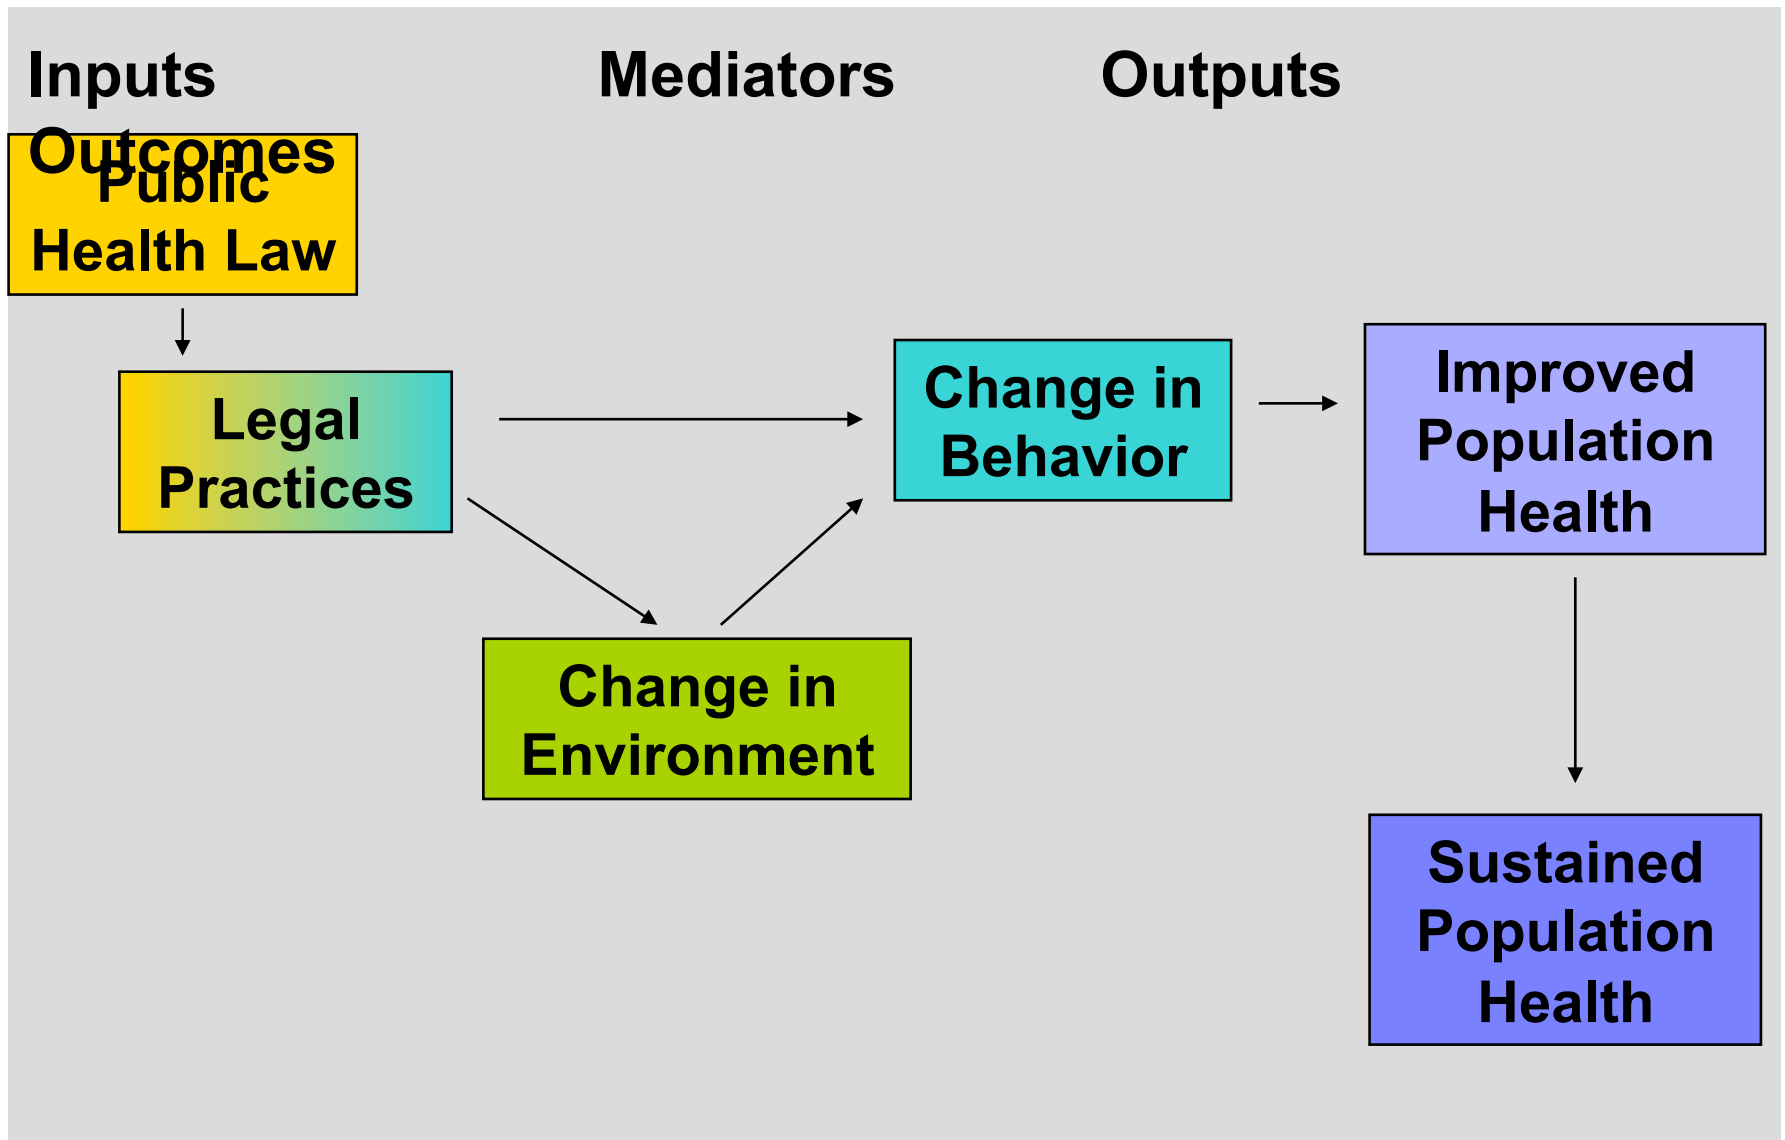 Inputs Mediators Outputs
Outcomes
Public
Health Law
Legal
Practices
Change in
Behavior
Improved
Population
Health
Change in
Environment
Sustained
Population
Health